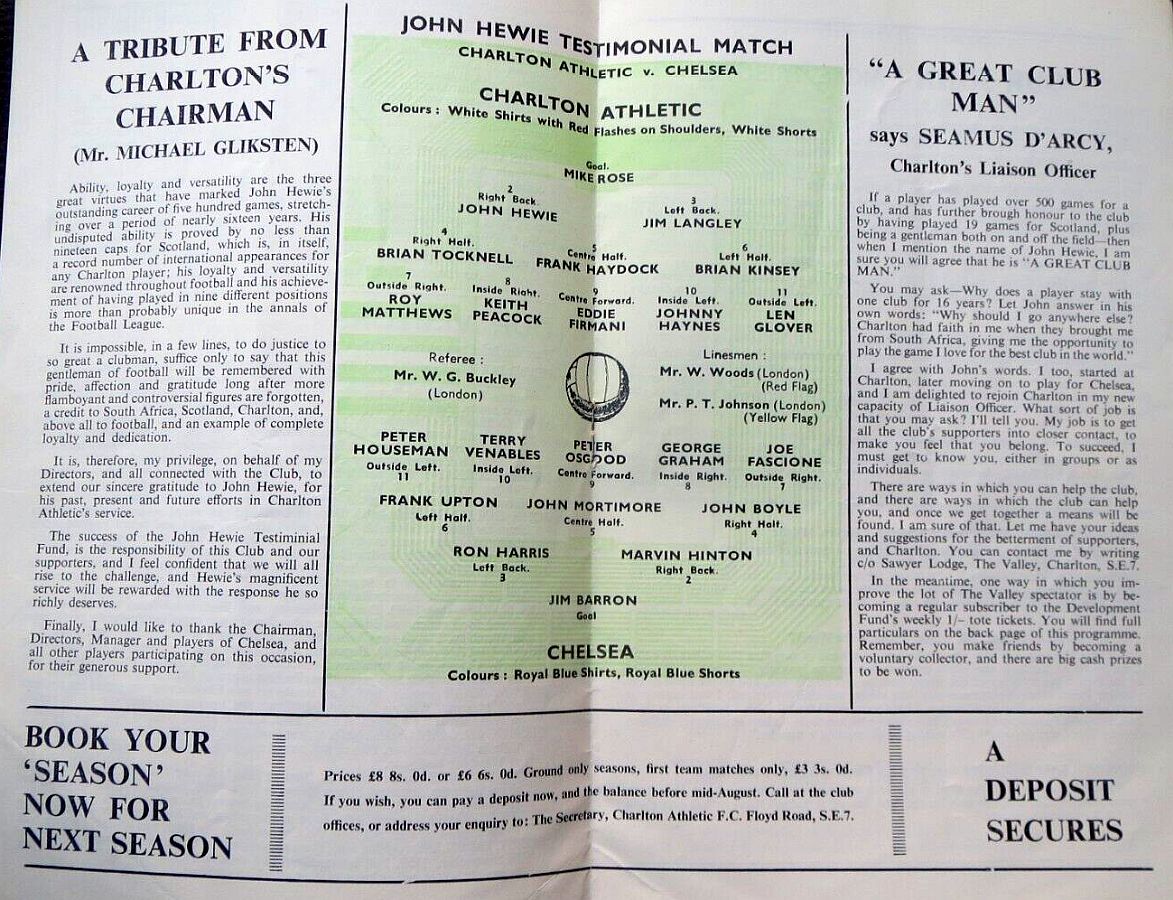 A TRIBUTE FROM
CHARLTON'S
CHAIRMAN
(Mr. MICHAEL GLIKSTEN)
Ability, loyalty and versatility are the three
great virtues that have marked John Hewie's
outstanding career of five hundred games, stretch-
ing over a period of nearly sixteen years. His
undisputed ability is proved by no less than
nineteen caps for Scotland, which is, in itself,
a record number of international appearances for
any Charlton player; his loyalty and versatility
are renowned throughout football and his achieve-
ment of having played in nine different positions
is more than probably unique in the annals of
the Football League.
It is impossible, in a few lines, to do justice to
so great a clubman, suffice only to say that this
gentleman of football will be remembered with
pride, affection and gratitude long after more
flamboyant and controversial figures are forgotten,
a credit to South Africa, Scotland, Charlton, and,
above all to football, and an example of complete
loyalty and dedication.
It is, therefore, my privilege, on behalf of my
Directors, and all connected with the Club, to
extend our sincere gratitude to John Hewie, for
his past, present and future efforts in Charlton
Athletic's service.
The success of the John Hewie Testiminial
Fund, is the responsibility of this Club and our
supporters, and I feel confident that we will all
rise to the challenge, and Hewie's magnificent
service will be rewarded with the response he so
richly deserves.
Finally, I would like to thank the Chairman,
Directors, Manager and players of Chelsea, and
all other players participating on this occasion,
for their generous support.
JOHN HEWIE TESTIMONIAL MATCH
CHARLTON ATHLETIC v. CHELSEA
CHARLTON ATHLETIC
Colours : White Shirts with Red Flashes on Shoulders, White Shorts
Goal.
MIKE ROSE
2
Right Back.
JOHN HEWIE
3
Left Back.
JIM LANGLEY
4
Right Half.
BRIAN TOCKNELL
5
Centre Half.
FRANK HAYDOCK
6
Left Half.
BRIAN KINSEY
7
Outside Right.
ROY
MATTHEWS
8
Inside Right.
KEITH
PEACOCK
9
Centre Forward.
EDDIE
FIRMANI
10
Inside Left.
JOHNNY
HAYNES
11
Outside Left.
LEN
GLOVER
Referee :
Mr. W. G. Buckley
(London)
Linesmen :
Mr. W. Woods (London)
(Red Flag)
Mr. P. T. Johnson (London)
(Yellow Flag)
PETER
HOUSEMAN
Outside Left.
11
TERRY
VENABLES
Inside Left.
10
PETER
OSGOOD
Centre Forward.
9
GEORGE
GRAHAM
Inside Right.
8
JOE
FASCIONE
Outside Right.
7
FRANK UPTON
Left Half.
6
JOHN MORTIMORE
Centre Half.
5
JOHN BOYLE
Right Half.
4
RON HARRIS
Left Back.
3
MARVIN HINTON
Right Back.
2
JIM BARRON
Goal
CHELSEA
Colours : Royal Blue Shirts, Royal Blue Shorts
"A GREAT CLUB
MAN"
says SEAMUS D'ARCY,
Charlton's Liaison Officer
If a player has played over 500 games for a
club, and has further brough honour to the club
by having played 19 games for Scotland, plus
being a gentleman both on and off the field—then
when I mention the name of John Hewie, I am
sure you will agree that he is "A GREAT CLUB
MAN."
You may ask—Why does a player stay with
one club for 16 years? Let John answer in his
own words: "Why should I go anywhere else?
Charlton had faith in me when they brought me
from South Africa, giving me the opportunity to
play the game I love for the best club in the world."
I agree with John's words. I too, started at
Charlton, later moving on to play for Chelsea,
and I am delighted to rejoin Charlton in my new
capacity of Liaison Officer. What sort of job is
that you may ask? I'll tell you. My job is to get
all the club's supporters into closer contact, to
make you feel that you belong. To succeed, I
must get to know you, either in groups or as
individuals.
There are ways in which you can help the club,
and there are ways in which the club can help
you, and once we get together a means will be
found. I am sure of that. Let me have your ideas
and suggestions for the betterment of supporters,
and Charlton. You can contact me by writing
c/o Sawyer Lodge, The Valley, Charlton, S.E.7.
In the meantime, one way in which you im-
prove the lot of The Valley spectator is by be-
coming a regular subscriber to the Development
Fund's weekly 1/- tote tickets. You will find full
particulars on the back page of this programme.
Remember, you make friends by becoming a
voluntary collector, and there are big cash prizes
to be won.
BOOK YOUR
'SEASON'
NOW FOR
NEXT SEASON
Prices £8 8s. 0d. or £6 6s. 0d. Ground only seasons, first team matches only, £3 3s. 0d.
If you wish, you can pay a deposit now, and the balance before mid-August. Call at the club
offices, or address your enquiry to: The Secretary, Charlton Athletic F.C. Floyd Road, S.E.7.
A
DEPOSIT
SECURES